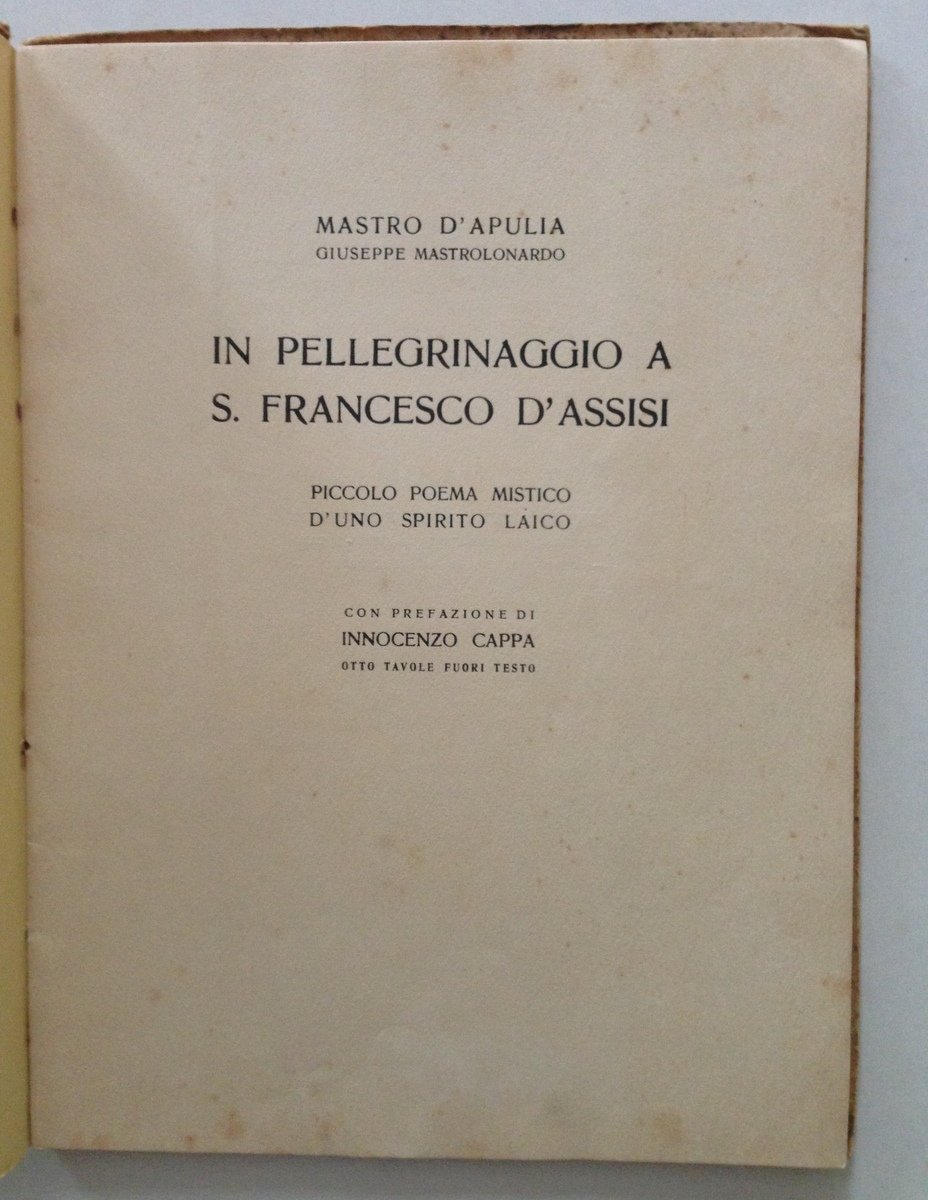 MASTRO D'APULIA
GIUSEPPE MASTROLONARDO
IN PELLEGRINAGGIO A
S. FRANCESCO D'ASSISI
PICCOLO POEMA MISTICO
D'UNO SPIRITO LAICO
CON PREFAZIONE DI
INNOCENZO CAPPA
OTTO TAVOLE FUORI TESTO